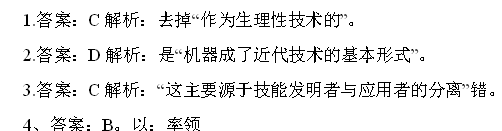 1.答案：C 解析：去掉“作为生理性技术的”。
2.答案：D 解析：是“机器成了近代技术的基本形式”。
3.答案：C 解析：“这主要源于技能发明者与应用者的分离”错。
4、答案：B。以：率领